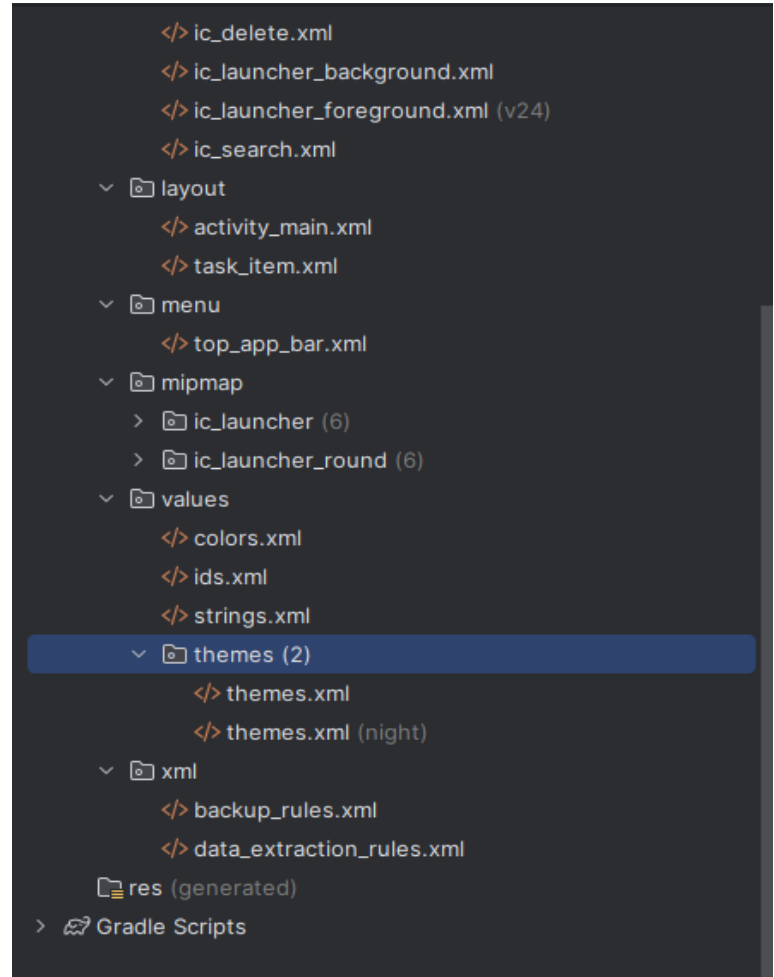 ic_delete.xml
ic_launcher_background.xml
ic_launcher_foreground.xml (v24)
ic_search.xml
layout
activity_main.xml
task_item.xml
menu
top_app_bar.xml
mipmap
ic_launcher (6)
ic_launcher_round (6)
values
colors.xml
ids.xml
strings.xml
themes (2)
themes.xml
themes.xml (night)
xml
backup_rules.xml
data_extraction_rules.xml
res (generated)
Gradle Scripts